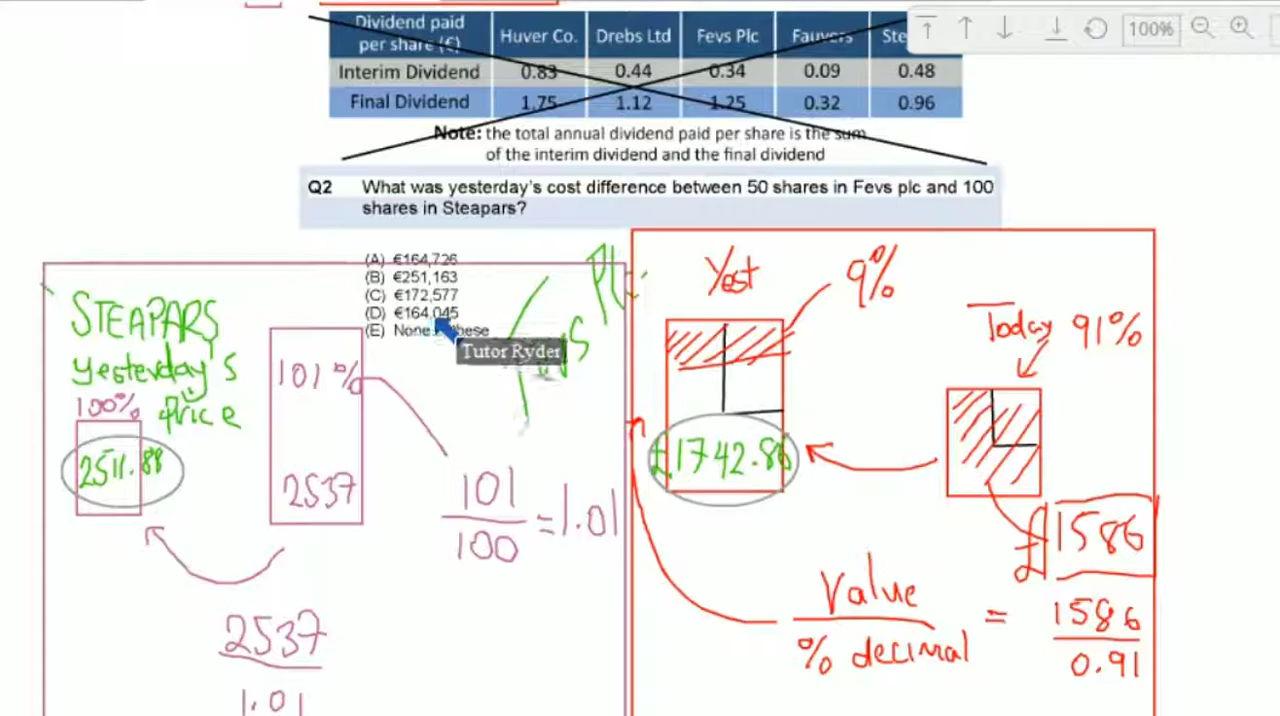 Dividend paid per share (€) Huver Co. Drebs Ltd Fevs Plc Fauvers Ste
Interim Dividend 0.83 0.44 0.34 0.09 0.48
Final Dividend 1.75 1.12 1.25 0.32 0.96
100%
Note: the total annual dividend paid per share is the sum
of the interim dividend and the final dividend
Q2 What was yesterday's cost difference between 50 shares in Fevs plc and 100
shares in Steapars?
(A) €164,726
(B) €251,163
(C) €172,577
(D) €164,045
(E) None these
Tutor Ryder
STEAPARS
yesterday's
price
100%
2511.88
101%
2537
101
100
=1.01
2537
1.01
Plc
Yest
9%
Today 91%
£1742.86
£1586
Value
% decimal
=
1586
0.91